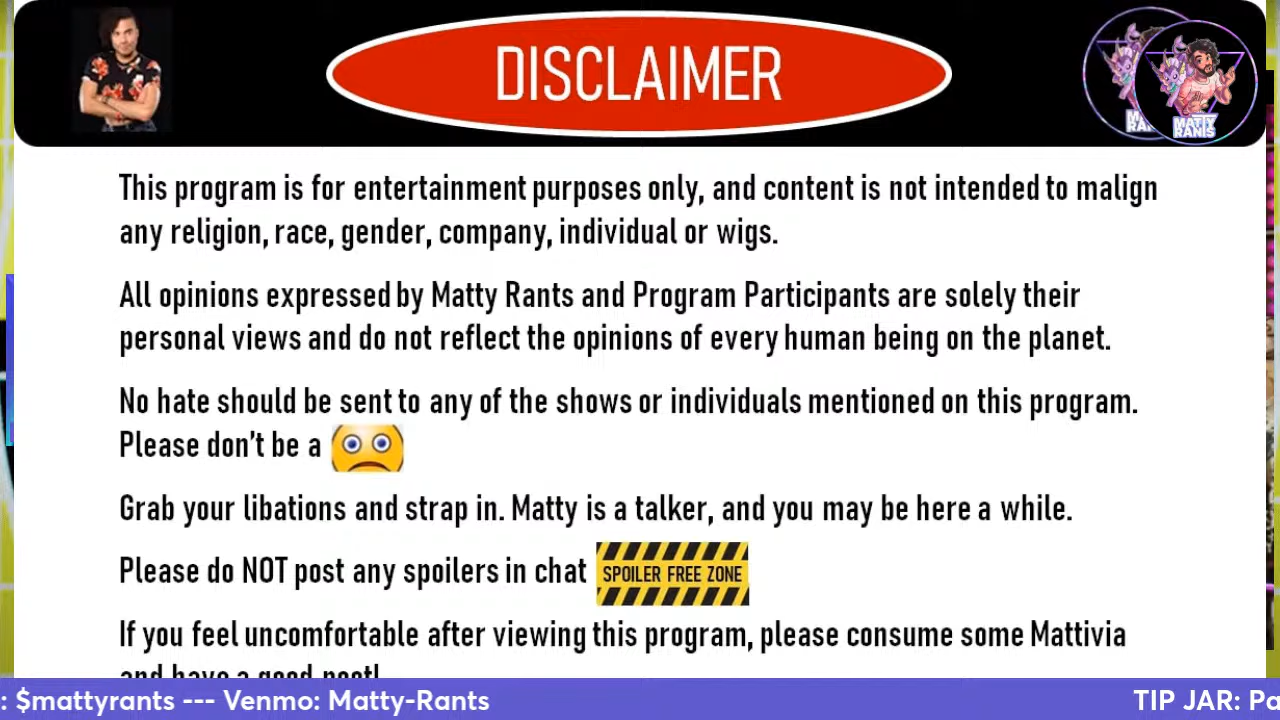 DISCLAIMER
MATTY
RANTS
This program is for entertainment purposes only, and content is not intended to malign
any religion, race, gender, company, individual or wigs.
All opinions expressed by Matty Rants and Program Participants are solely their
personal views and do not reflect the opinions of every human being on the planet.
No hate should be sent to any of the shows or individuals mentioned on this program.
Please don't be a
Grab your libations and strap in. Matty is a talker, and you may be here a while.
Please do NOT post any spoilers in chat SPOILER FREE ZONE
If you feel uncomfortable after viewing this program, please consume some Mattivia
and have a good
: $mattyrants --- Venmo: Matty-Rants TIP JAR: Pa